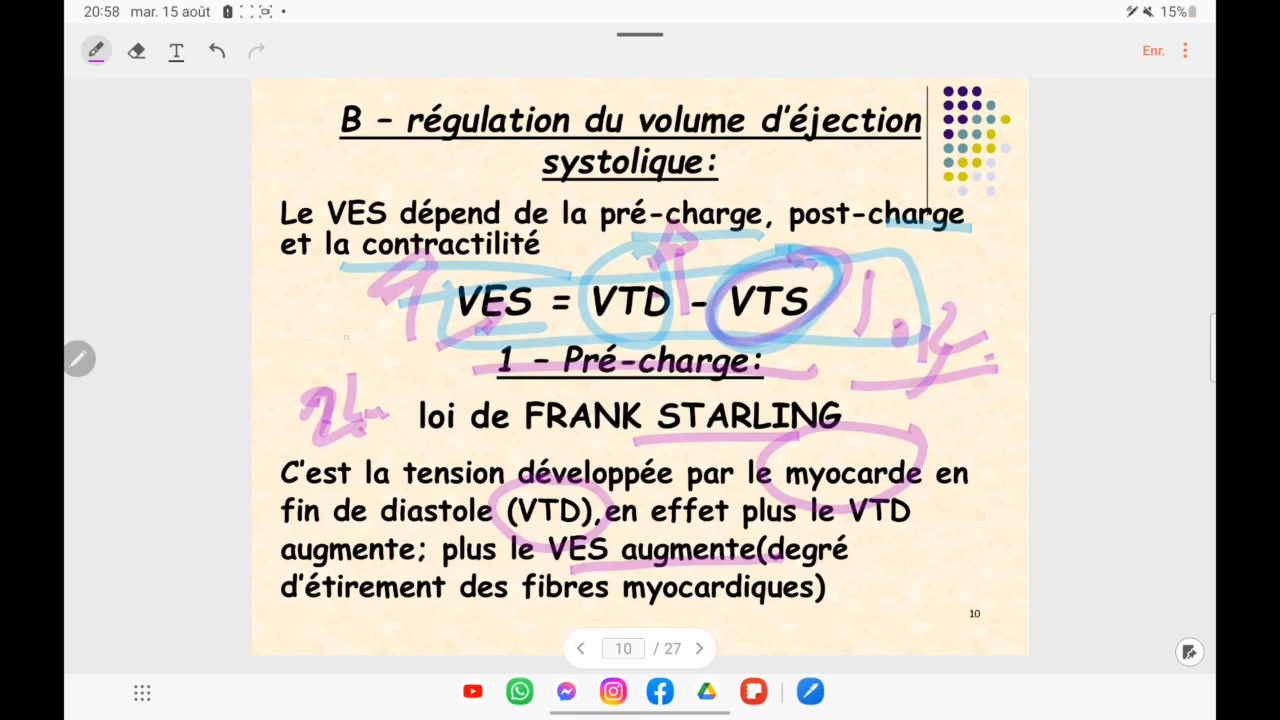 20:58 mar. 15 août
15%
T
Enr.
B - régulation du volume d'éjection
systolique:
Le VES dépend de la pré-charge, post-charge
et la contractilité
VES = VTD - VTS
1 - Pré-charge:
loi de FRANK STARLING
C'est la tension développée par le myocarde en
fin de diastole (VTD),en effet plus le VTD
augmente; plus le VES augmente(degré
d'étirement des fibres myocardiques)
10
10 / 27